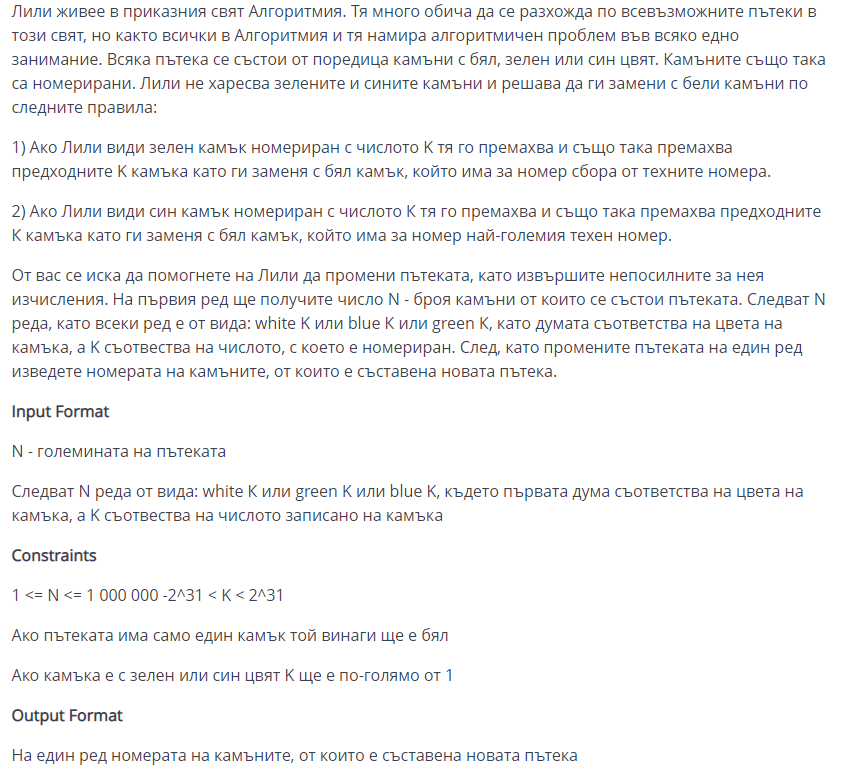 Лили живее в приказния свят Алгоритмия. Тя много обича да се разхожда по всевъзможните пътеки в
този свят, но както всички в Алгоритмия и тя намира алгоритмичен проблем във всяко едно
занимание. Всяка пътека се състои от поредица камъни с бял, зелен или син цвят. Камъните също така
са номерирани. Лили не харесва зелените и сините камъни и решава да ги замени с бели камъни по
следните правила:
1) Ако Лили види зелен камък номериран с числото K тя го премахва и също така премахва
предходните K камъка като ги заменя с бял камък, който има за номер сбора от техните номера.
2) Ако Лили види син камък номериран с числото K тя го премахва и също така премахва предходните
K камъка като ги заменя с бял камък, който има за номер най-големия техен номер.
От вас се иска да помогнете на Лили да промени пътеката, като извършите непосилните за нея
изчисления. На първия ред ще получите число N - броя камъни от които се състои пътеката. Следват N
реда, като всеки ред е от вида: white K или blue K или green K, като думата съответства на цвета на
камъка, а K съотвества на числото, с което е номериран. След, като промените пътеката на един ред
изведете номерата на камъните, от които е съставена новата пътека.
Input Format
N - големината на пътеката
Следват N реда от вида: white K или green K или blue K, където първата дума съответства на цвета на
камъка, а K съотвества на числото записано на камъка
Constraints
1 <= N <= 1 000 000 -2^31 < K < 2^31
Ако пътеката има само един камък той винаги ще е бял
Ако камъка е с зелен или син цвят K ще е по-голямо от 1
Output Format
На един ред номерата на камъните, от които е съставена новата пътека